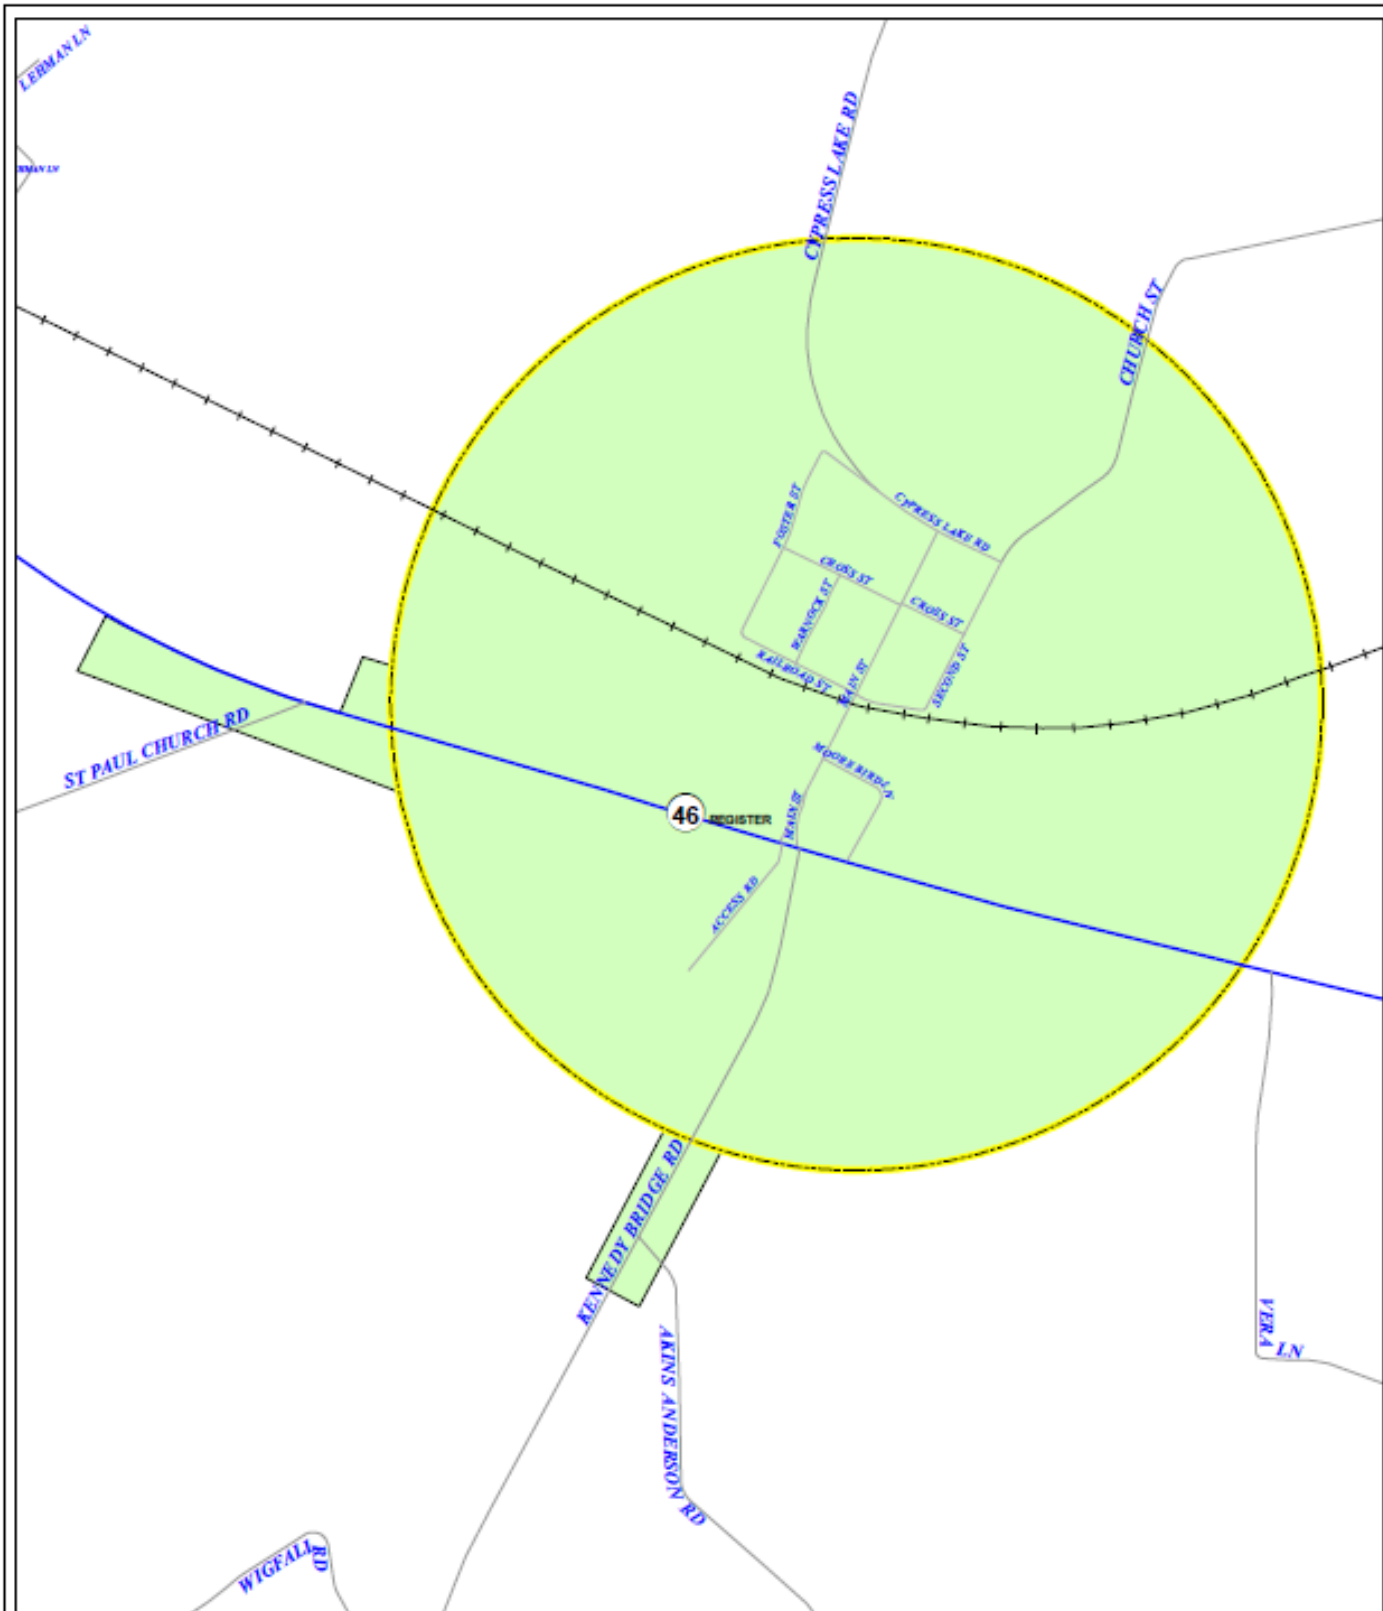 LEHMAN LN
HMAN LN
CYPRESS LAKE RD
CHURCH ST
FOSTER ST
CyPRESS LAKE RD
CROSS ST
WARNOCK ST
CROSS ST
RAILROAD ST
MAIN ST
SECOND ST
ST PAUL CHURCH RD
MOORE BIRD LN
MAIN ST
46 REGISTER
ACCESS RD
KENNEDY BRIDGE RD
AKINS ANDERSON RD
VERA LN
WIGFALL RD